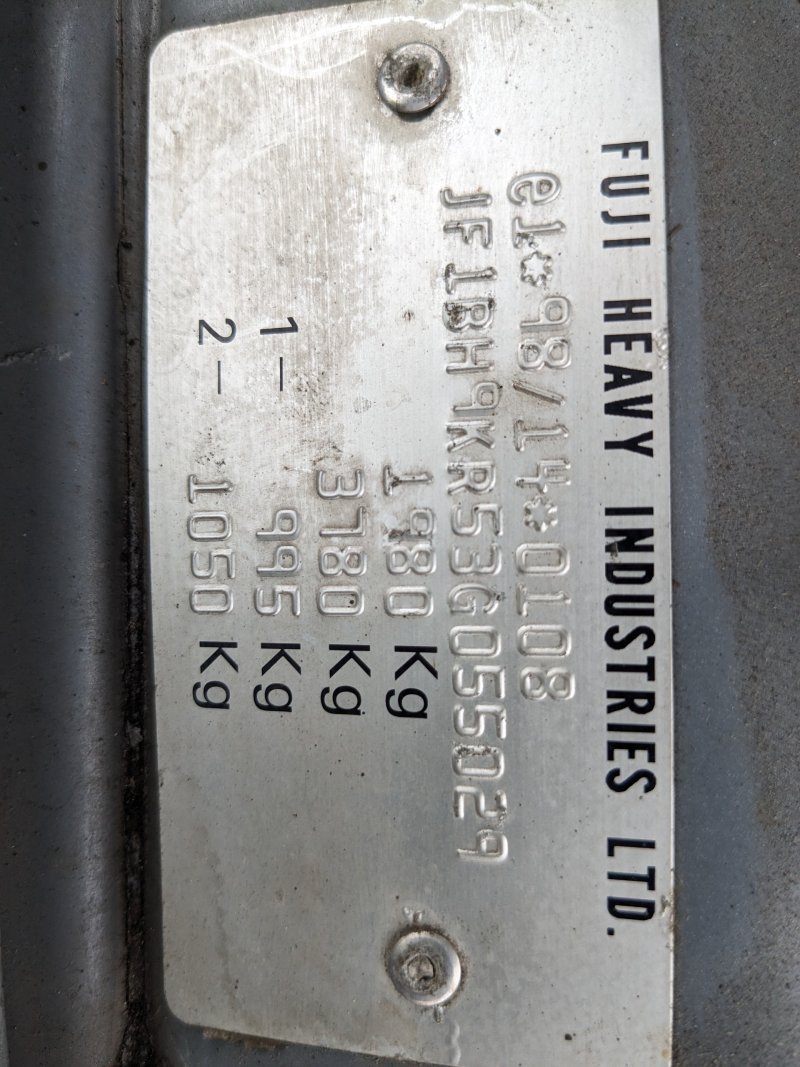 FUJI HEAVY INDUSTRIES LTD.
e1*98/14*0108
JF1BH9KR53G055029
1980 Kg
3780 Kg
1— 995 Kg
2— 1050 Kg